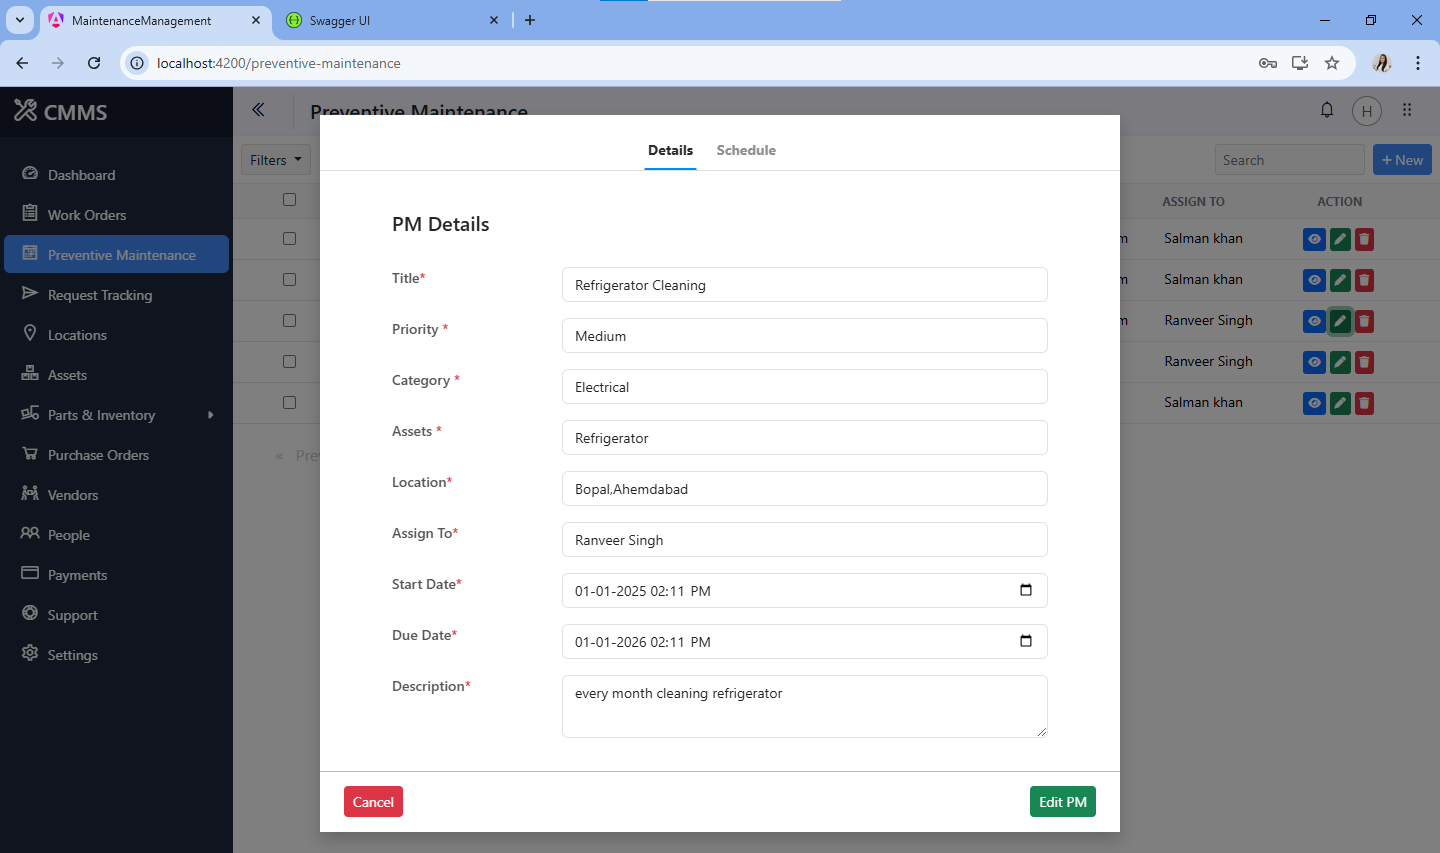 MaintenanceManagement
Swagger UI
localhost:4200/preventive-maintenance
CMMS
Preventive Maintenance
H
Dashboard
Work Orders
Preventive Maintenance
Request Tracking
Locations
Assets
Parts & Inventory
Purchase Orders
Vendors
People
Payments
Support
Settings
Filters
Search
+ New
ASSIGN TO ACTION
m Salman khan
Salman khan
m Ranveer Singh
Ranveer Singh
Salman khan
« Pre
Details Schedule
PM Details
Title* Refrigerator Cleaning
Priority * Medium
Category * Electrical
Assets * Refrigerator
Location* Bopal,Ahemdabad
Assign To* Ranveer Singh
Start Date* 01-01-2025 02:11 PM
Due Date* 01-01-2026 02:11 PM
Description* every month cleaning refrigerator
Cancel Edit PM